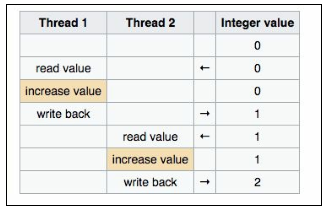 Thread 1 Thread 2 Integer value
0
read value ← 0
increase value 0
write back → 1
read value ← 1
increase value 1
write back → 2